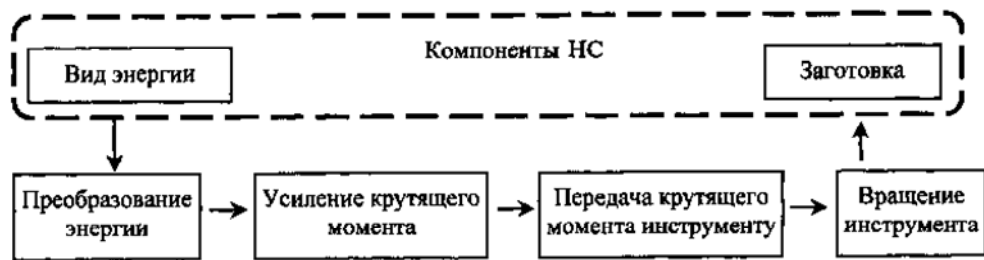 Компоненты НС
Вид энергии
Заготовка
Преобразование
энергии
Усиление крутящего
момента
Передача крутящего
момента инструменту
Вращение
инструмента